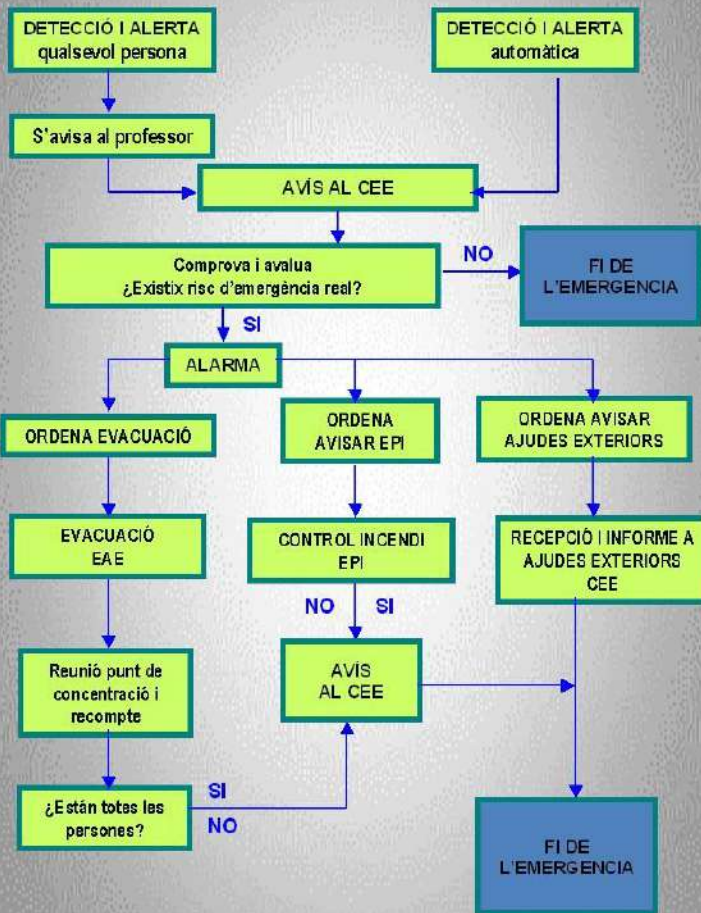 DETECCIÓ I ALERTA
qualsevol persona
DETECCIÓ I ALERTA
automàtica
S'avisa al professor
AVÍS AL CEE
Comprova i avalua
¿Existix risc d'emergència real?
NO
FI DE
L'EMERGENCIA
SI
ALARMA
ORDENA EVACUACIÓ
ORDENA
AVISAR EPI
ORDENA AVISAR
AJUDES EXTERIORS
EVACUACIÓ
EAE
CONTROL INCENDI
EPI
RECEPCIÓ I INFORME A
AJUDES EXTERIORS
CEE
NO SI
Reunió punt de
concentració i
recompte
AVÍS
AL CEE
¿Están totes les
persones?
SI
NO
FI DE
L'EMERGENCIA